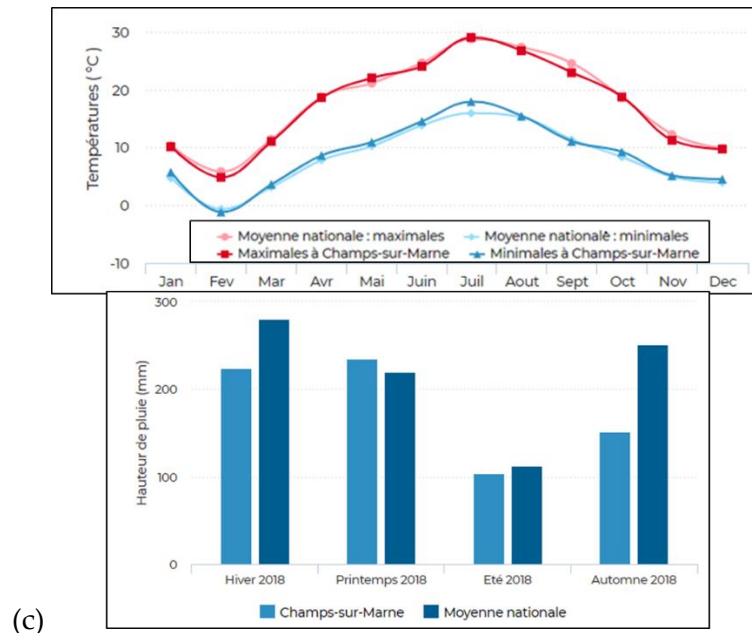 30
20
10
0
-10
Températures ( °C )
Moyenne nationale : maximales Moyenne nationale : minimales
Maximales à Champs-sur-Marne Minimales à Champs-sur-Marne
Jan Fev Mar Avr Mai Juin Juil Aout Sept Oct Nov Dec
300
200
100
0
Hauteur de pluie (mm)
Hiver 2018 Printemps 2018 Eté 2018 Automne 2018
Champs-sur-Marne Moyenne nationale
(c)